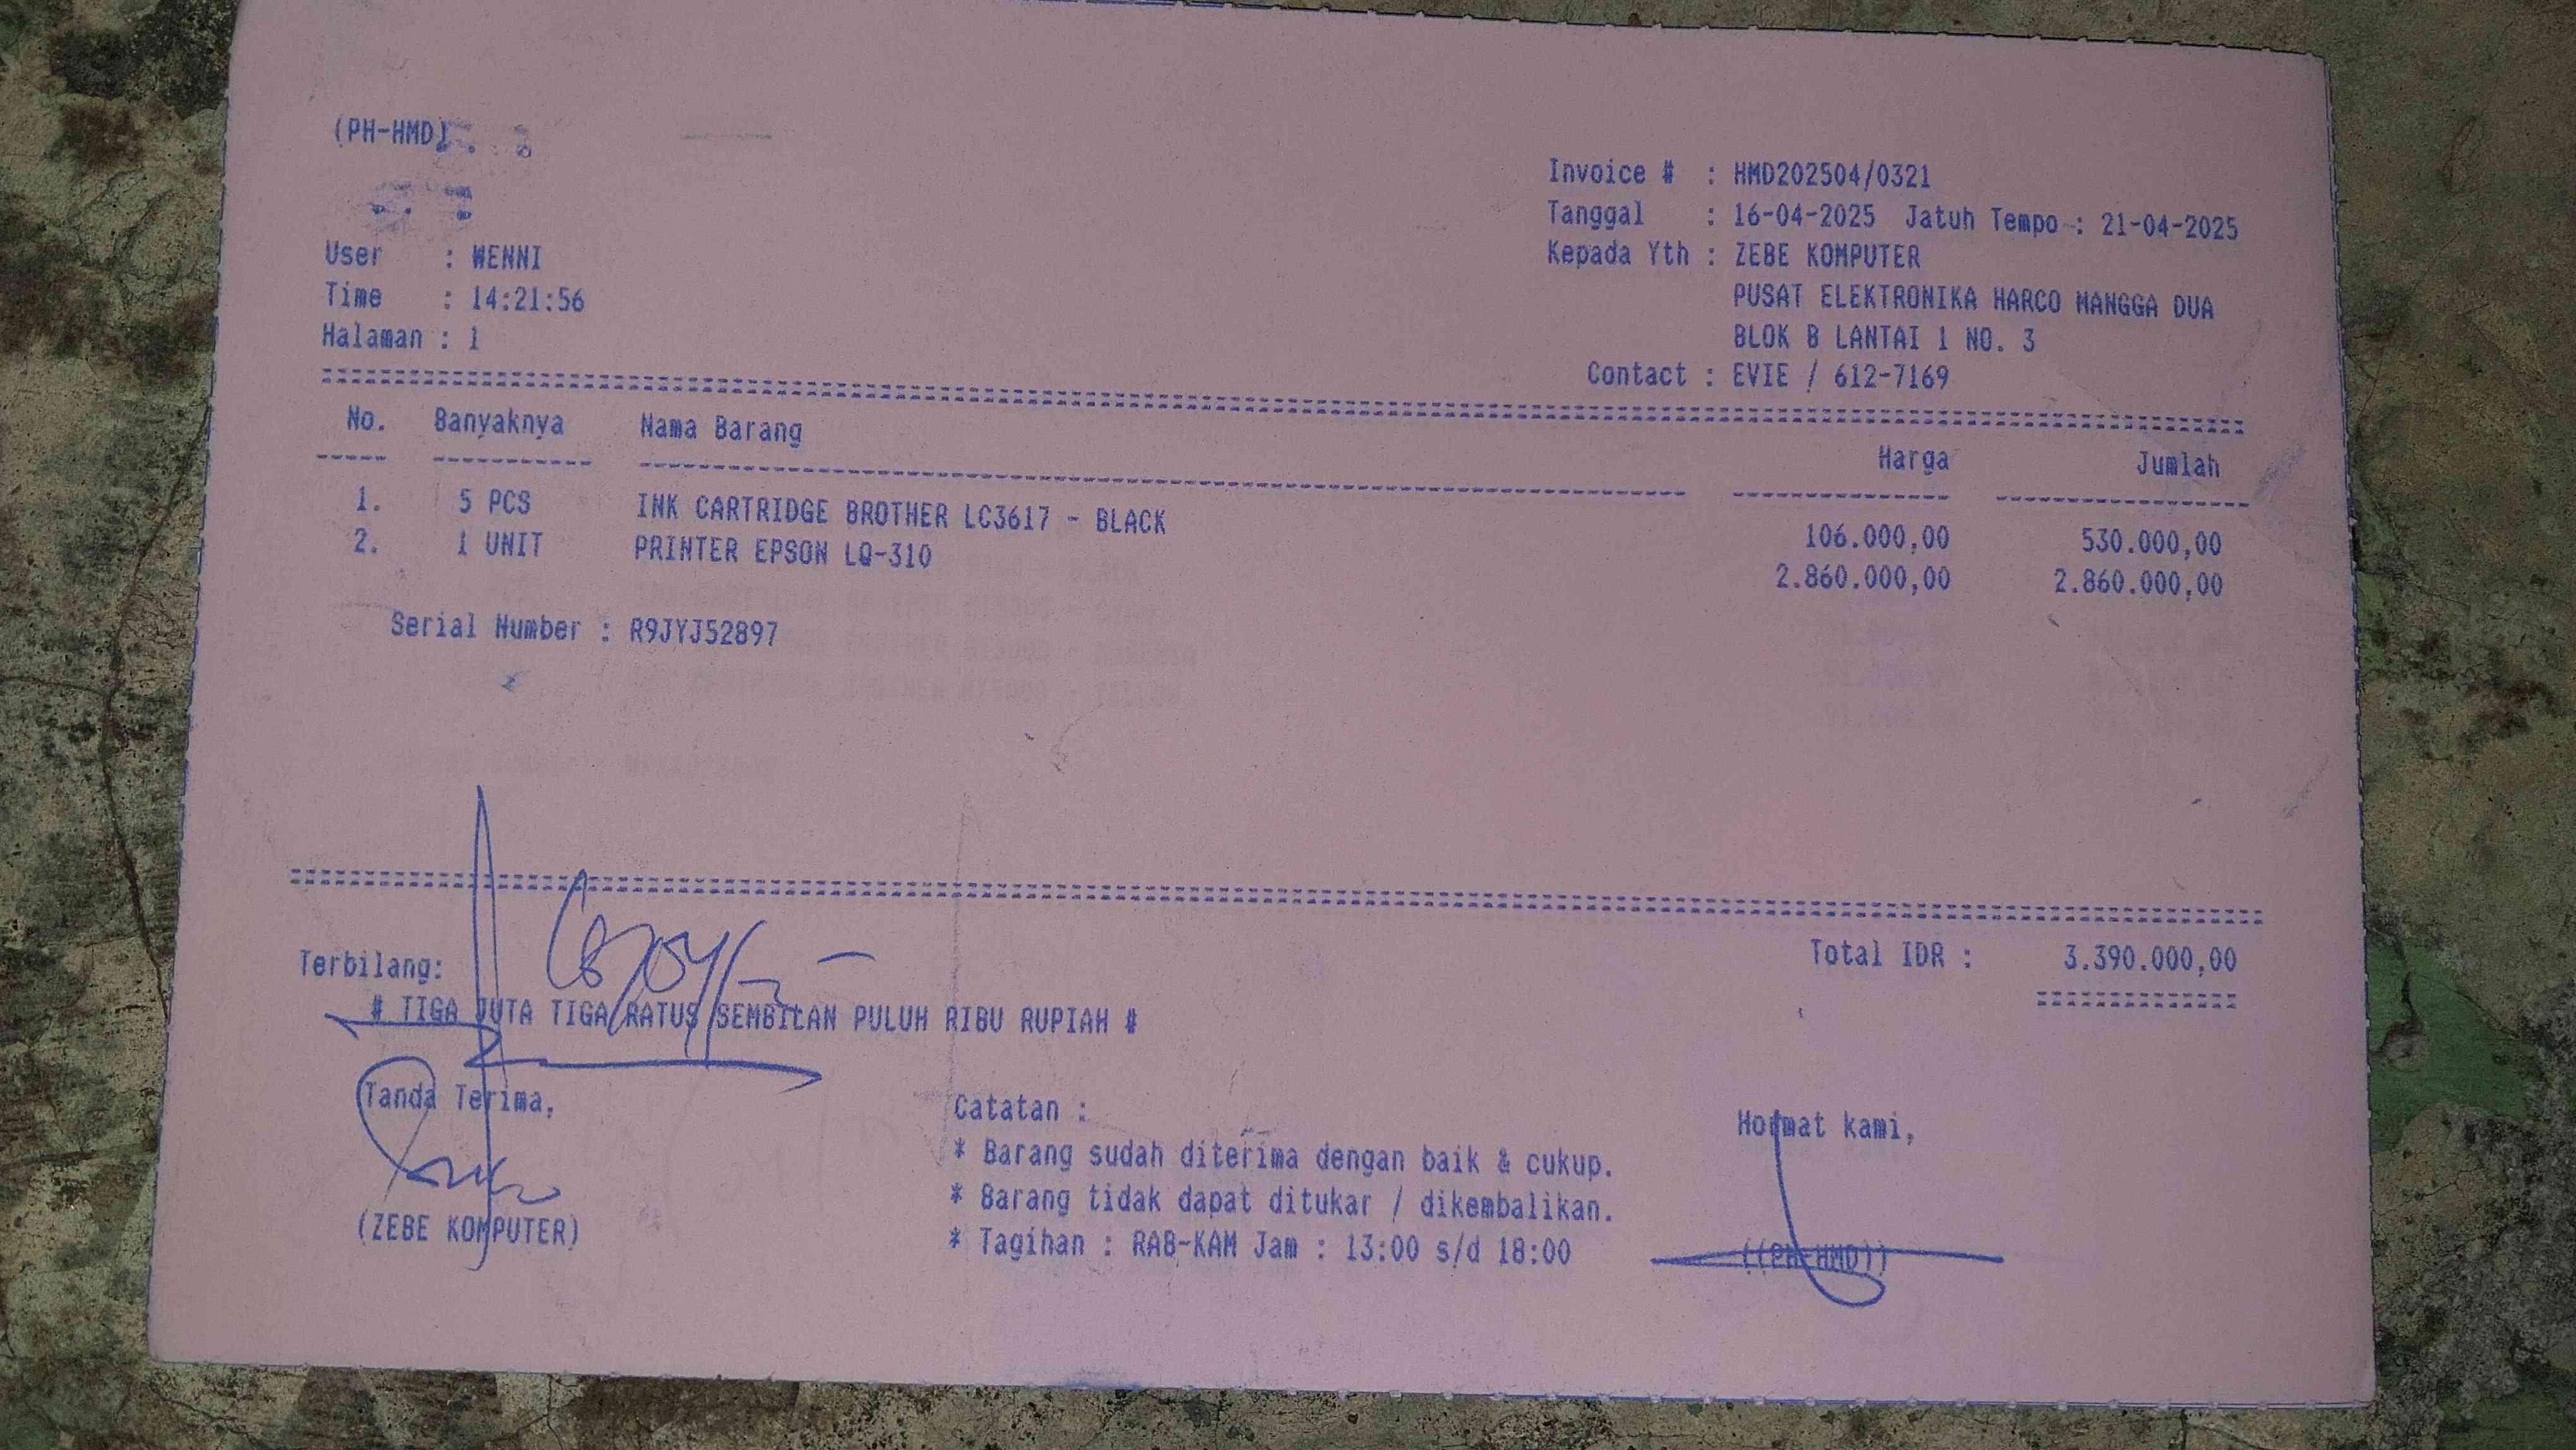 (PH-HMD)
Invoice # : HMD202504/0321
Tanggal : 16-04-2025 Jatuh Tempo : 21-04-2025
User : WENNI
Kepada Yth : ZEBE KOMPUTER
Time : 14:21:56
PUSAT ELEKTRONIKA HARCO MANGGA DUA
Halaman : 1
BLOK B LANTAI 1 NO. 3
Contact : EVIE / 612-7169
No. Banyaknya Nama Barang Harga Jumlah
1. 5 PCS INK CARTRIDGE BROTHER LC3617 - BLACK 106.000,00 530.000,00
2. 1 UNIT PRINTER EPSON LQ-310 2.860.000,00 2.860.000,00
Serial Number : R9JYJ52897
Total IDR : 3.390.000,00
Terbilang:
# TIGA JUTA TIGA RATUS SEMBILAN PULUH RIBU RUPIAH #
Tanda Terima,
Catatan :
Hormat kami,
* Barang sudah diterima dengan baik & cukup.
* Barang tidak dapat ditukar / dikembalikan.
(ZEBE KOMPUTER)
* Tagihan : RAB-KAM Jam : 13:00 s/d 18:00
((PH-HMD))